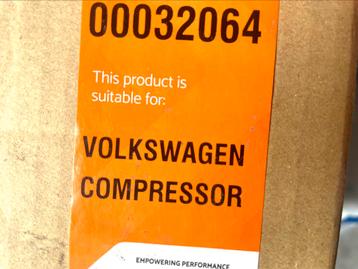 00032064
This product is
suitable for:
VOLKSWAGEN
COMPRESSOR
EMPOWERING PERFORMANCE